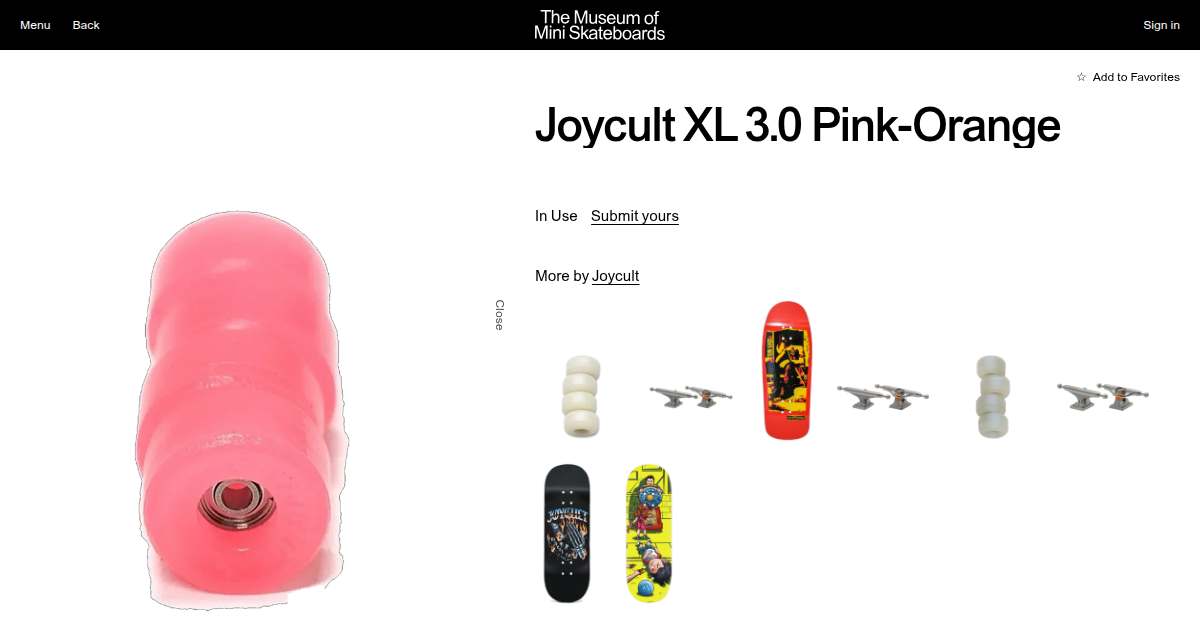 Menu
Back
The Museum of
Mini Skateboards
Sign in
☆ Add to Favorites
Joycult XL 3.0 Pink-Orange
In Use
Submit yours
More by Joycult
Close
JOYCULT